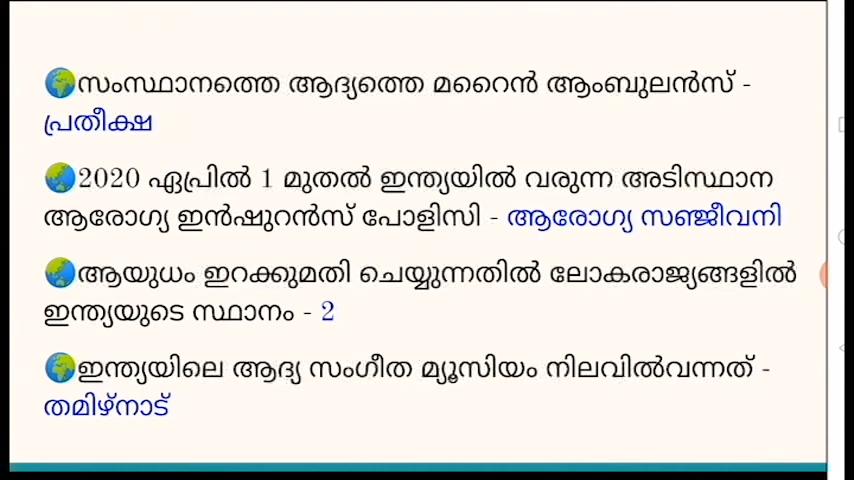 🌍സംസ്ഥാനത്തെ ആദ്യത്തെ മറൈൻ ആംബുലൻസ് -
പ്രതീക്ഷ
🌏2020 ഏപ്രിൽ 1 മുതൽ ഇന്ത്യയിൽ വരുന്ന അടിസ്ഥാന
ആരോഗ്യ ഇൻഷുറൻസ് പോളിസി - ആരോഗ്യ സഞ്ജീവനി
🌏ആയുധം ഇറക്കുമതി ചെയ്യുന്നതിൽ ലോകരാജ്യങ്ങളിൽ
ഇന്ത്യയുടെ സ്ഥാനം - 2
🌍ഇന്ത്യയിലെ ആദ്യ സംഗീത മ്യൂസിയം നിലവിൽവന്നത് -
തമിഴ്നാട്